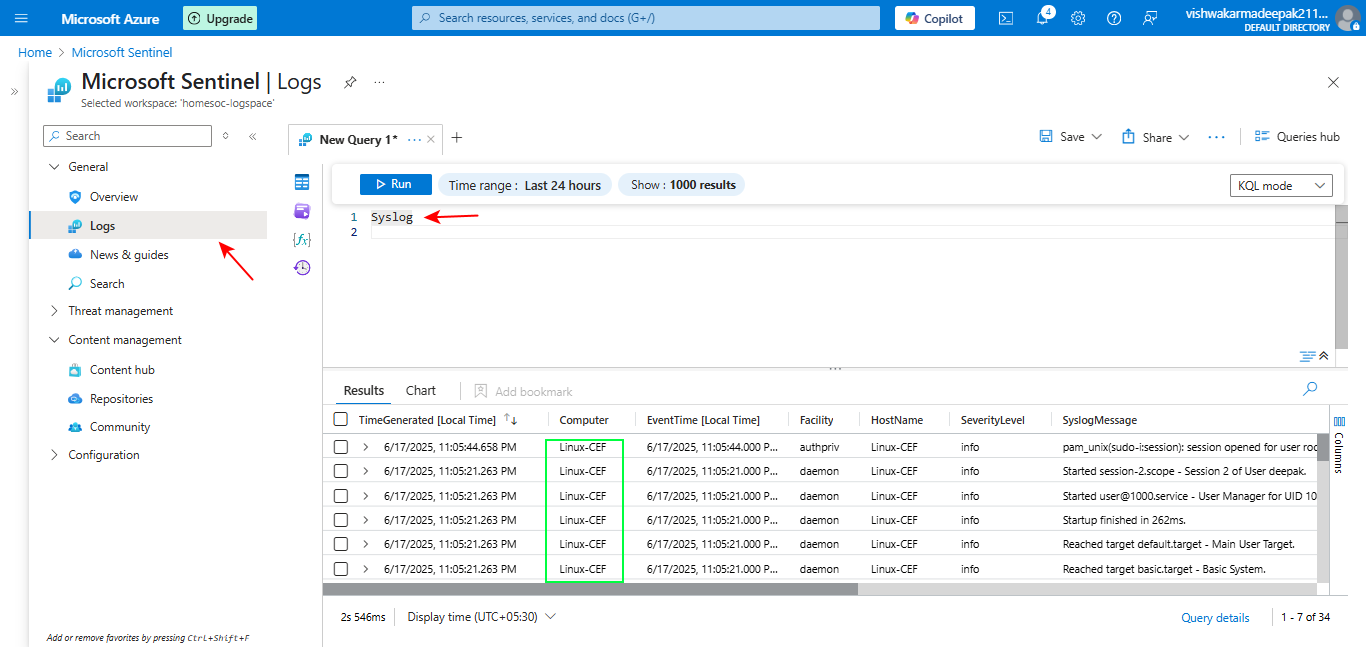 Microsoft Azure
Upgrade
Search resources, services, and docs (G+/)
Copilot
4
vishwakarmadeepak211...
DEFAULT DIRECTORY
Home > Microsoft Sentinel
Microsoft Sentinel | Logs
...
Selected workspace: 'homesoc-logspace'
Search
General
Overview
Logs
News & guides
Search
Threat management
Content management
Content hub
Repositories
Community
Configuration
Add or remove favorites by pressing Ctrl+Shift+F
New Query 1*
Save
Share
Queries hub
Run
Time range : Last 24 hours
Show : 1000 results
KQL mode
{fx}
1 Syslog
2
Results
Chart
Add bookmark
TimeGenerated [Local Time] Computer EventTime [Local Time] Facility HostName SeverityLevel SyslogMessage
6/17/2025, 11:05:44.658 PM Linux-CEF 6/17/2025, 11:05:44.000 P... authpriv Linux-CEF info pam_unix(sudo-i:session): session opened for user roo
6/17/2025, 11:05:21.263 PM Linux-CEF 6/17/2025, 11:05:21.000 P... daemon Linux-CEF info Started session-2.scope - Session 2 of User deepak.
6/17/2025, 11:05:21.263 PM Linux-CEF 6/17/2025, 11:05:21.000 P... daemon Linux-CEF info Started user@1000.service - User Manager for UID 10
6/17/2025, 11:05:21.263 PM Linux-CEF 6/17/2025, 11:05:21.000 P... daemon Linux-CEF info Startup finished in 262ms.
6/17/2025, 11:05:21.263 PM Linux-CEF 6/17/2025, 11:05:21.000 P... daemon Linux-CEF info Reached target default.target - Main User Target.
6/17/2025, 11:05:21.263 PM Linux-CEF 6/17/2025, 11:05:21.000 P... daemon Linux-CEF info Reached target basic.target - Basic System.
Columns
2s 546ms
Display time (UTC+05:30)
Query details
1 - 7 of 34